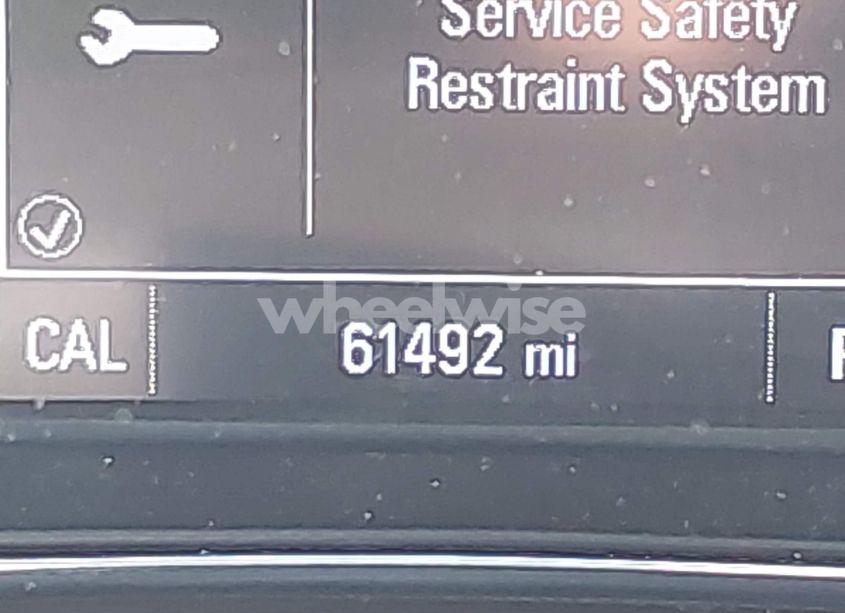 Service Safety
Restraint System
wheelwise
CAL 61492 mi